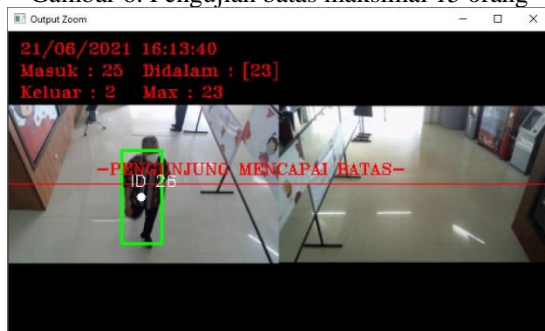 Gambar 6. Pengujian batas maksimal 15 orang
Output Zoom
21/06/2021 16:13:40
Masuk : 25 Didalam : [23]
Keluar : 2 Max : 23
-PENGUNJUNG MENCAPAI BATAS-
ID 26